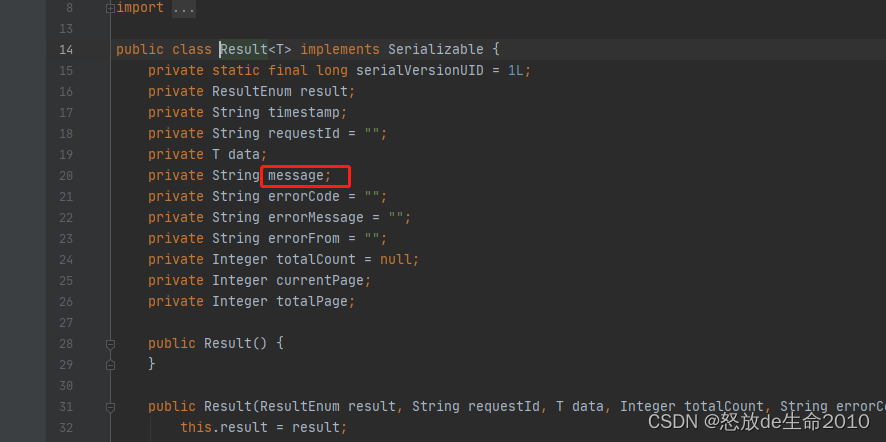 8 import ...
13
14 public class Result<T> implements Serializable {
15 private static final long serialVersionUID = 1L;
16 private ResultEnum result;
17 private String timestamp;
18 private String requestId = "";
19 private T data;
20 private String message;
21 private String errorCode = "";
22 private String errorMessage = "";
23 private String errorFrom = "";
24 private Integer totalCount = null;
25 private Integer currentPage;
26 private Integer totalPage;
27
28 public Result() {
29 }
30
31 public Result(ResultEnum result, String requestId, T data, Integer totalCount, String errorCo
32 this.result = result;
CSDN @怒放de生命2010